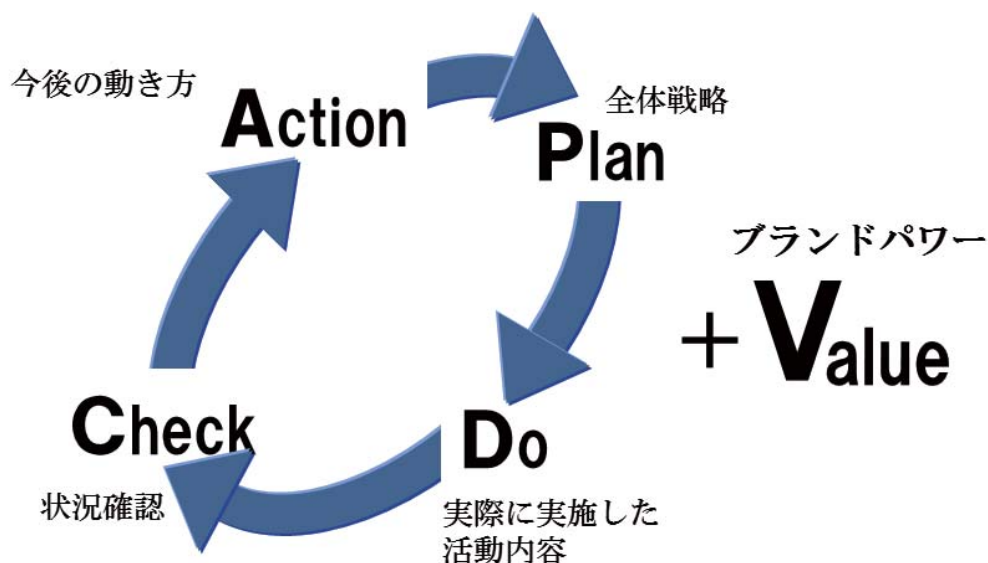 今後の動き方
Action
全体戦略
Plan
ブランドパワー
+ Value
Check
状況確認
Do
実際に実施した
活動内容